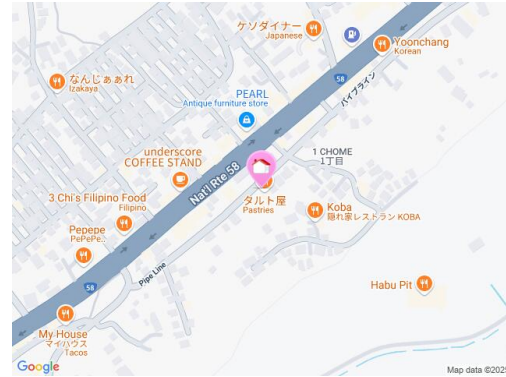 ケソダイナー
Japanese
Yoonchang
Korean
なんじぁぁれ
Izakaya
58
パイプライン
PEARL
Antique furniture store
underscore
COFFEE STAND
1 CHOME
1丁目
Nat'l Rte 58
3 Chi's Filipino Food
Filipino
タルト屋
Pastries
Koba
隠れ家レストラン KOBA
Pepepe
PePePe..
Pipe Line
Habu Pit
58
My House
マイハウス
Tacos
Google
Map data ©2025